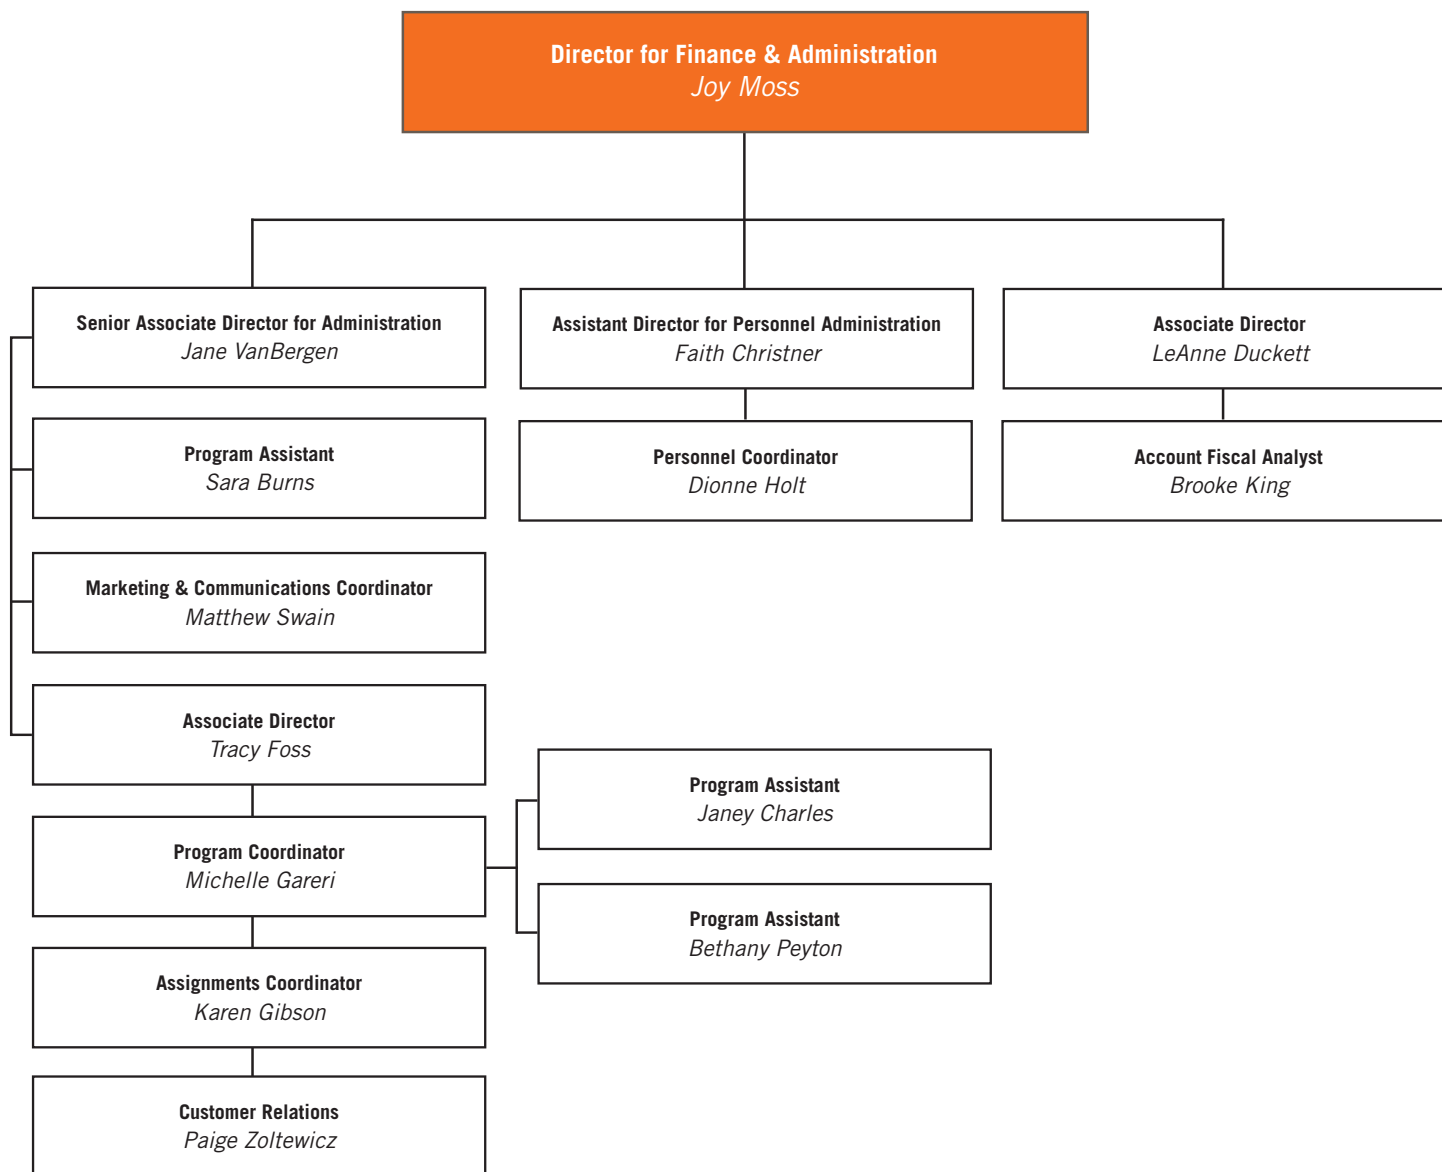 Director for Finance & Administration
Joy Moss
Senior Associate Director for Administration
Jane VanBergen
Assistant Director for Personnel Administration
Faith Christner
Associate Director
LeAnne Duckett
Program Assistant
Sara Burns
Personnel Coordinator
Dionne Holt
Account Fiscal Analyst
Brooke King
Marketing & Communications Coordinator
Matthew Swain
Associate Director
Tracy Foss
Program Assistant
Janey Charles
Program Coordinator
Michelle Gareri
Program Assistant
Bethany Peyton
Assignments Coordinator
Karen Gibson
Customer Relations
Paige Zoltewicz